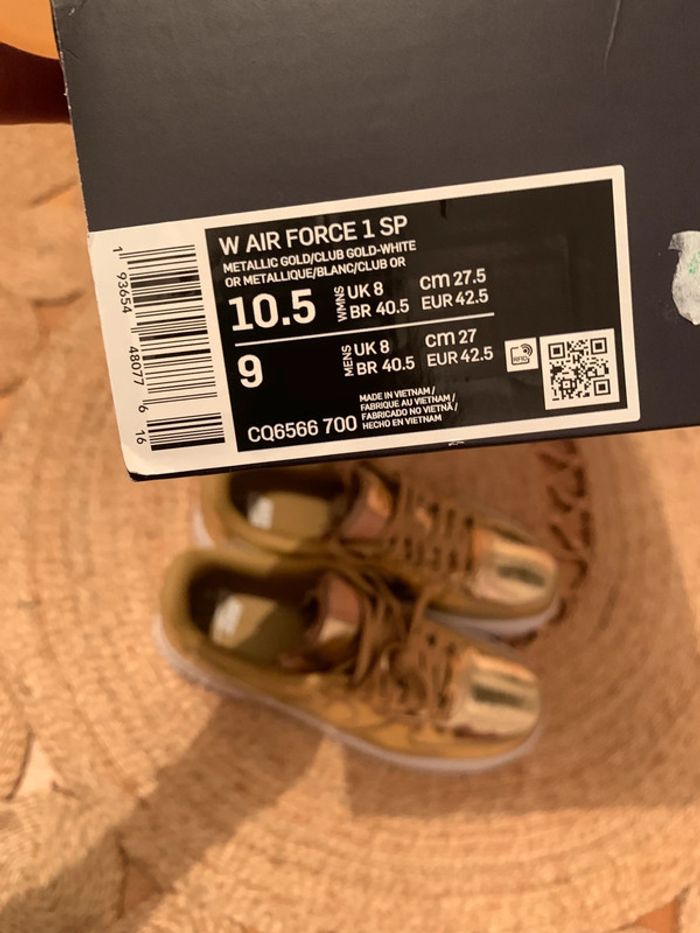 W AIR FORCE 1 SP
METALLIC GOLD/CLUB GOLD-WHITE
OR METALLIQUE/BLANC/CLUB OR
10.5 WMNS UK 8 CM 27.5
BR 40.5 EUR 42.5
9 MENS UK 8 CM 27
BR 40.5 EUR 42.5
RFID
MADE IN VIETNAM /
FABRIQUE AU VIETNAM /
FABRICADO NO VIETNÃ /
CQ6566 700 HECHO EN VIETNAM
1 93654 48077 6 16